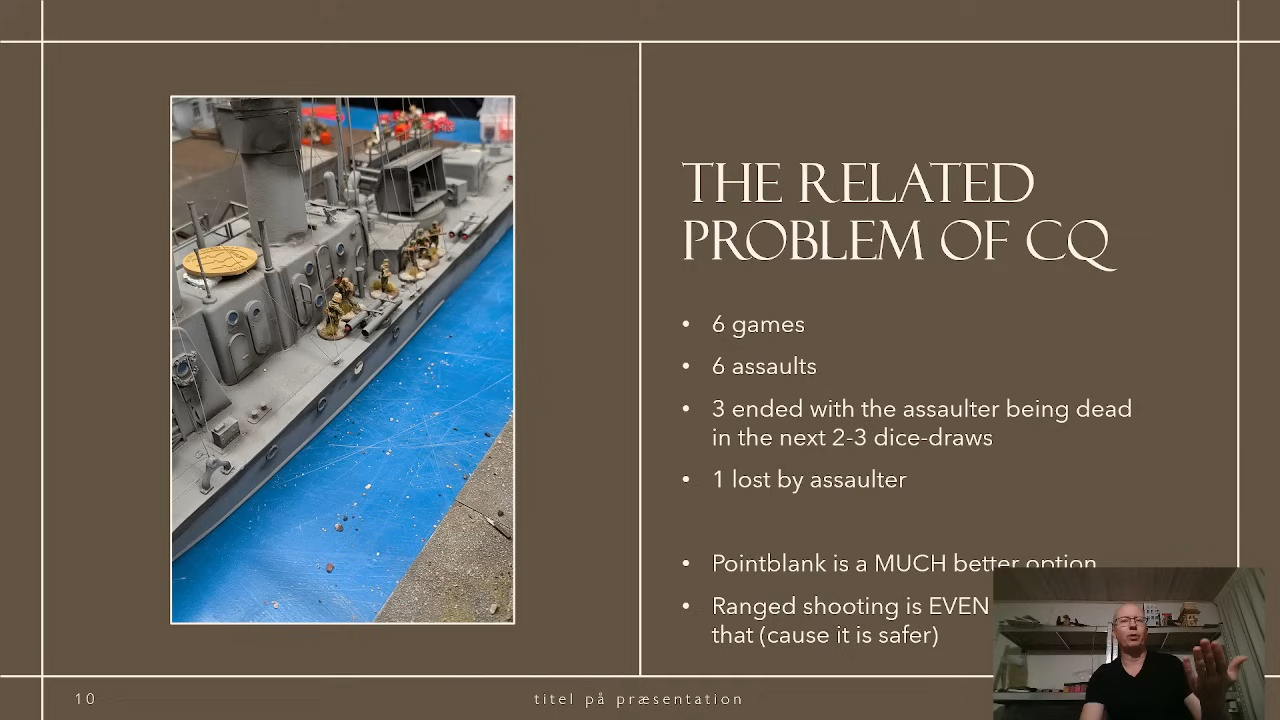 THE RELATED
PROBLEM OF CQ
• 6 games
• 6 assaults
• 3 ended with the assaulter being dead
in the next 2-3 dice-draws
• 1 lost by assaulter
• Pointblank is a MUCH better option
• Ranged shooting is EVEN
that (cause it is safer)
10
titel på præsentation